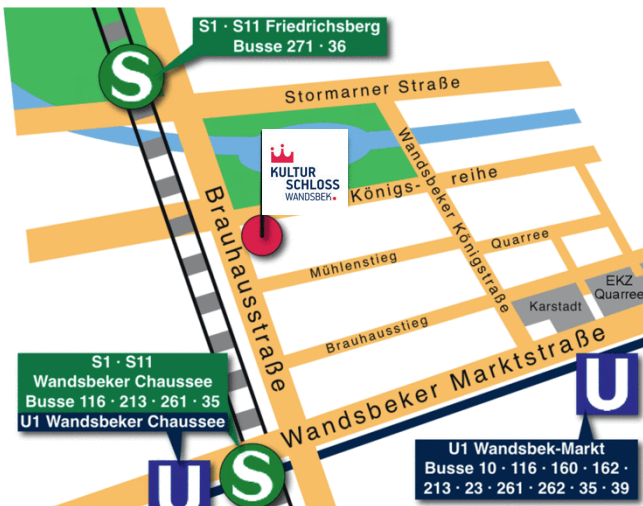 S1 · S11 Friedrichsberg
Busse 271 · 36
S
Stormarner Straße
KULTUR
SCHLOSS
WANDSBEK.
Königs- reihe
Wandsbeker Königstraße
Brauhausstraße
Mühlenstieg
Quarree
Brauhausstieg
Karstadt
EKZ
Quarree
Wandsbeker Marktstraße
S1 · S11
Wandsbeker Chaussee
Busse 116 · 213 · 261 · 35
U1 Wandsbeker Chaussee
U
S
U
U1 Wandsbek-Markt
Busse 10 · 116 · 160 · 162 ·
213 · 23 · 261 · 262 · 35 · 39